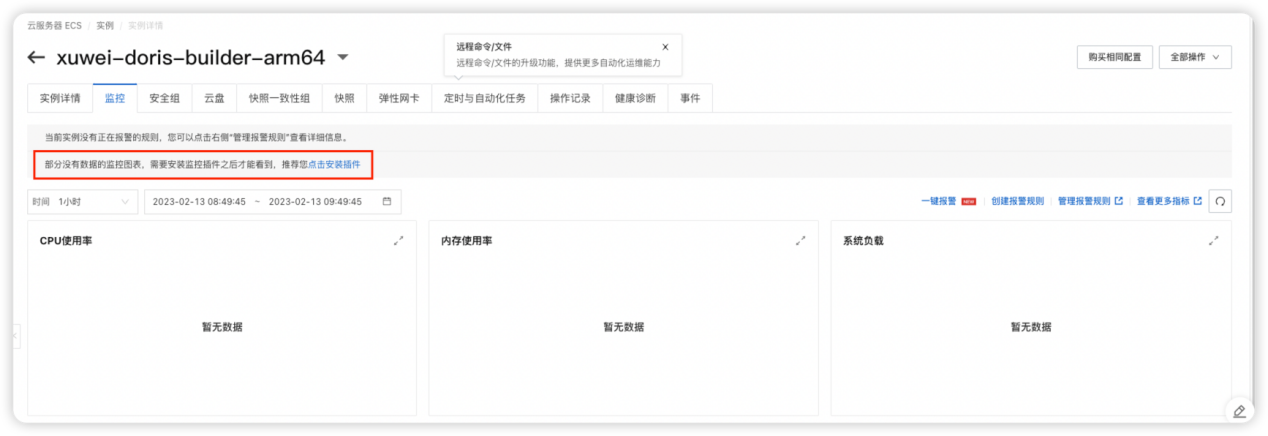 云服务器 ECS / 实例 / 实例详情
xuwei-doris-builder-arm64
远程命令/文件
远程命令/文件的升级功能，提供更多自动化运维能力
购买相同配置 全部操作
实例详情 监控 安全组 云盘 快照一致性组 快照 弹性网卡 定时与自动化任务 操作记录 健康诊断 事件
当前实例没有正在报警的规则，您可以点击右侧"管理报警规则"查看详细信息。
部分没有数据的监控图表，需要安装监控插件之后才能看到，推荐您点击安装插件
时间 1小时 2023-02-13 08:49:45 ~ 2023-02-13 09:49:45 一键报警 NEW 创建报警规则 管理报警规则 查看更多指标
CPU使用率 内存使用率 系统负载
暂无数据 暂无数据 暂无数据